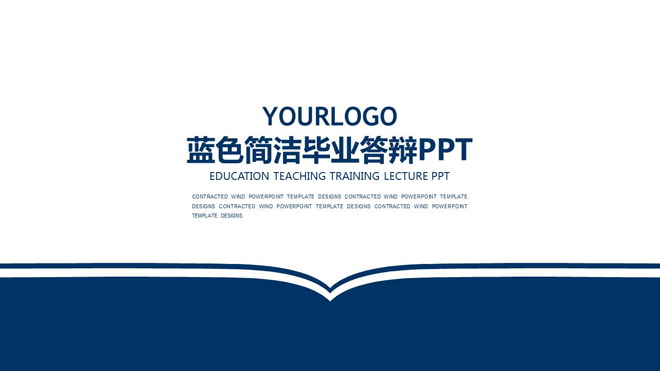 YOURLOGO
蓝色简洁毕业答辩PPT
EDUCATION TEACHING TRAINING LECTURE PPT
CONTRACTED WIND POWERPOINT TEMPLATE DESIGNS CONTRACTED WIND POWERPOINT TEMPLATE
DESIGNS CONTRACTED WIND POWERPOINT TEMPLATE DESIGNS CONTRACTED WIND POWERPOINT
TEMPLATE DESIGNS